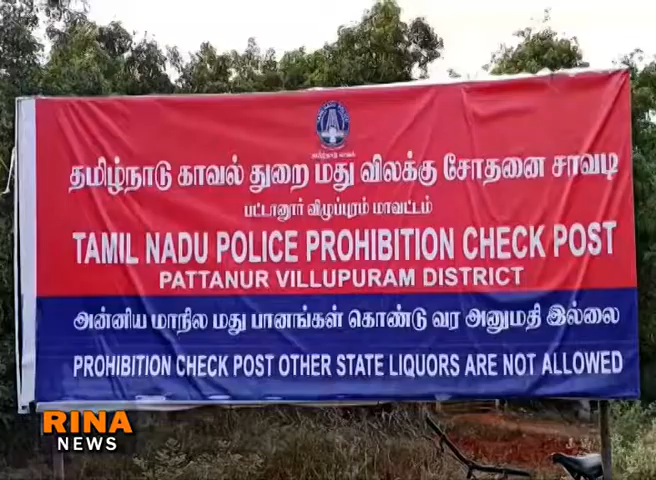 தமிழ்நாடு காவல்
தமிழ்நாடு காவல் துறை மது விலக்கு சோதனை சாவடி
பட்டானூர் விழுப்புரம் மாவட்டம்
TAMIL NADU POLICE PROHIBITION CHECK POST
PATTANUR VILLUPURAM DISTRICT
அன்னிய மாநில மது பானங்கள் கொண்டு வர அனுமதி இல்லை
PROHIBITION CHECK POST OTHER STATE LIQUORS ARE NOT ALLOWED
RINA
NEWS